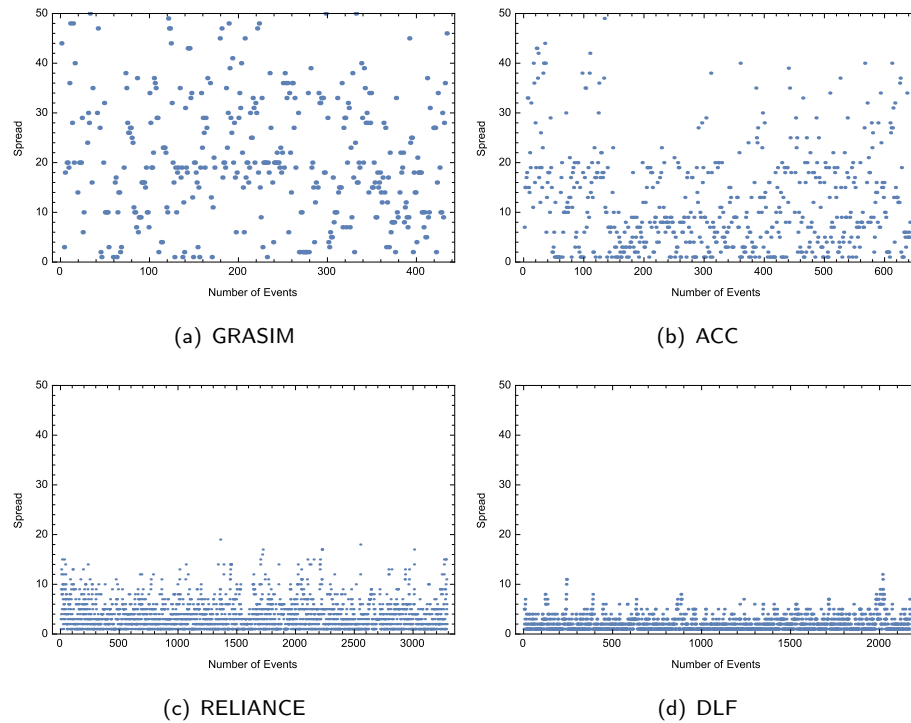 50
40
30
20
10
0
Spread
0 100 200 300 400
Number of Events
(a) GRASIM
50
40
30
20
10
0
Spread
0 100 200 300 400 500 600
Number of Events
(b) ACC
50
40
30
20
10
0
Spread
0 500 1000 1500 2000 2500 3000
Number of Events
(c) RELIANCE
50
40
30
20
10
0
Spread
0 500 1000 1500 2000
Number of Events
(d) DLF